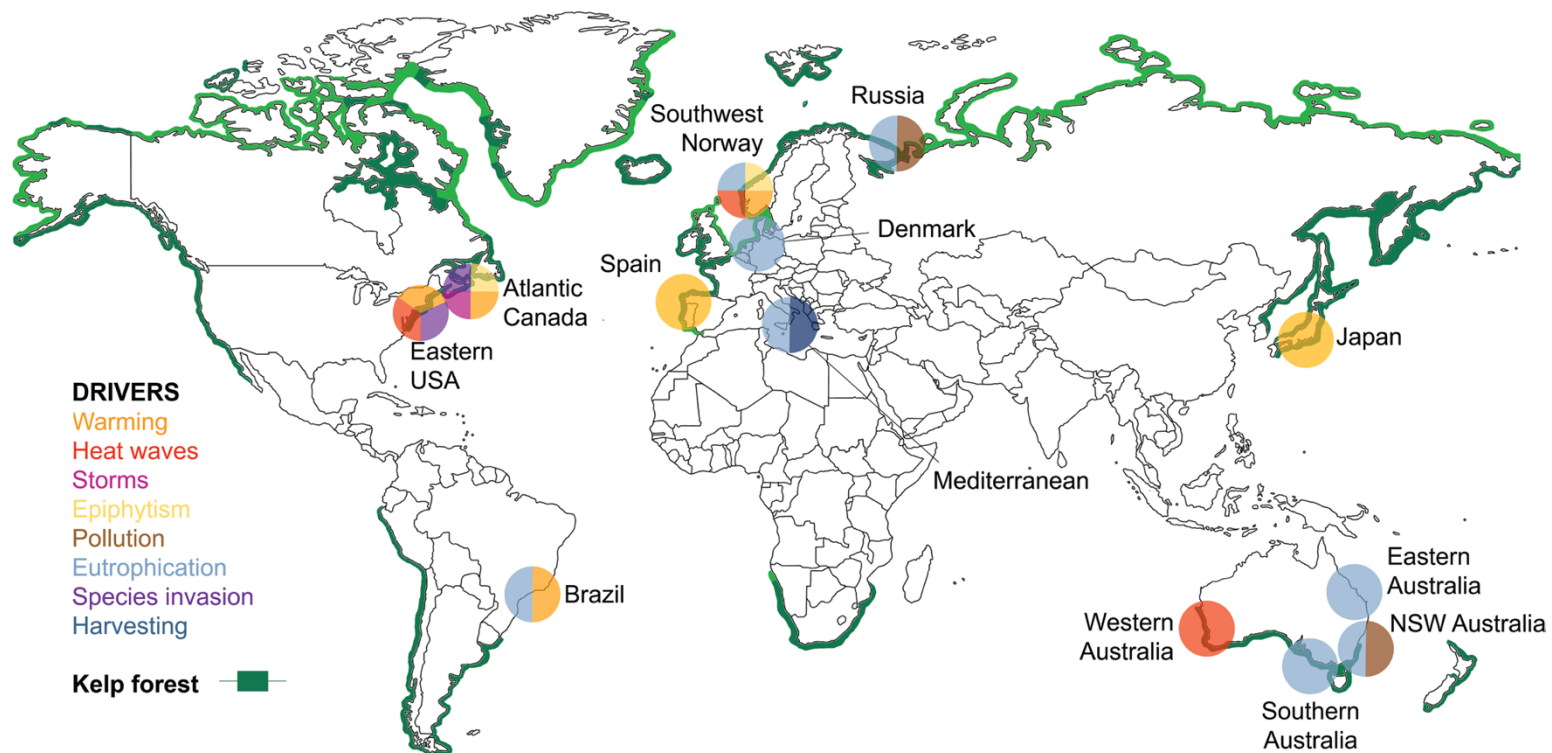 Russia
Southwest
Norway
Denmark
Spain
Atlantic
Canada
Eastern
USA
Japan
Mediterranean
DRIVERS
Warming
Heat waves
Storms
Epiphytism
Pollution
Eutrophication
Species invasion
Harvesting
Kelp forest
Brazil
Eastern
Australia
Western
Australia
NSW Australia
Southern
Australia